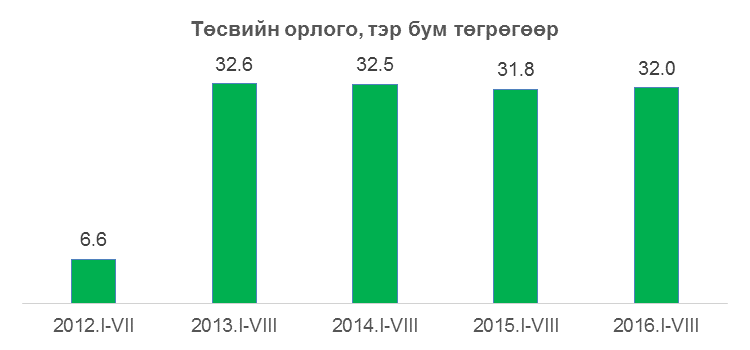 Төсвийн орлого, тэр бум төгрөгөөр
32.6
32.5
31.8
32.0
6.6
2012.I-VII
2013.I-VIII
2014.I-VIII
2015.I-VIII
2016.I-VIII